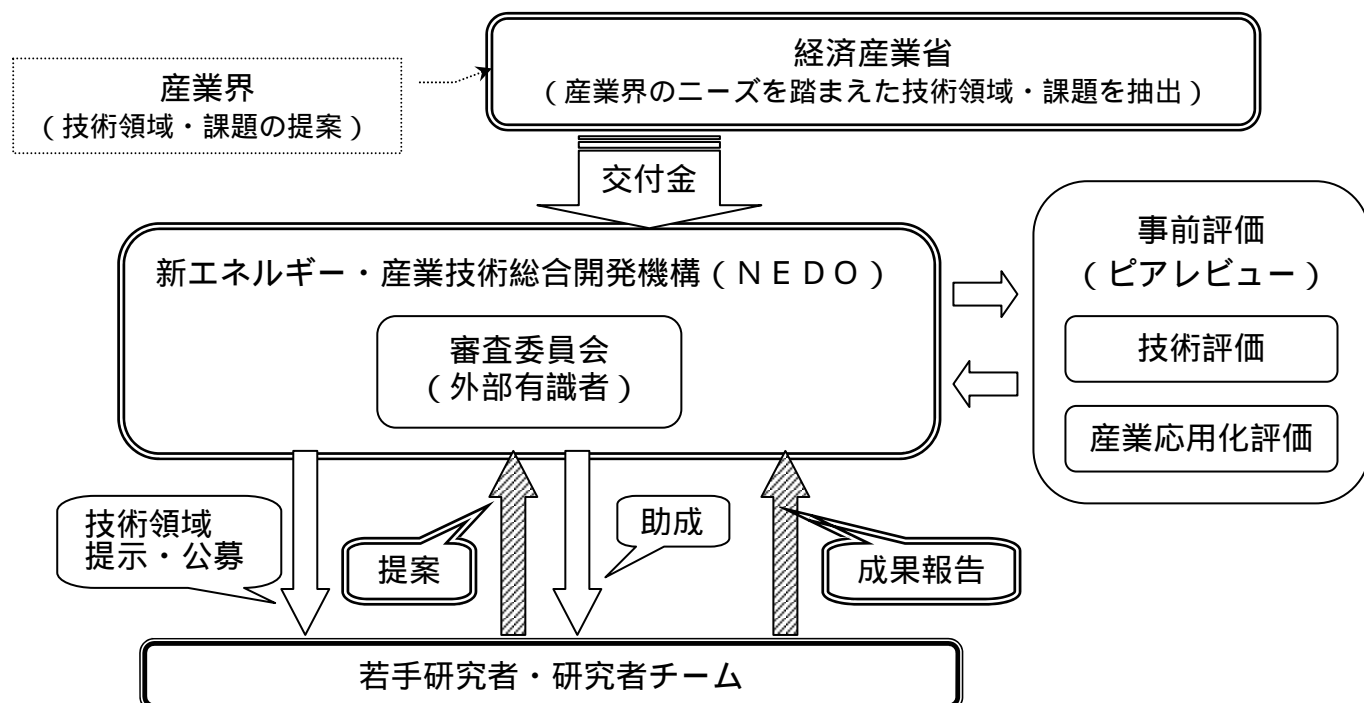 経済産業省
（産業界のニーズを踏まえた技術領域・課題を抽出）
産業界
（技術領域・課題の提案）
交付金
新エネルギー・産業技術総合開発機構（ＮＥＤＯ）
審査委員会
（外部有識者）
事前評価
（ピアレビュー）
技術評価
産業応用化評価
技術領域
提示・公募
提案
助成
成果報告
若手研究者・研究者チーム